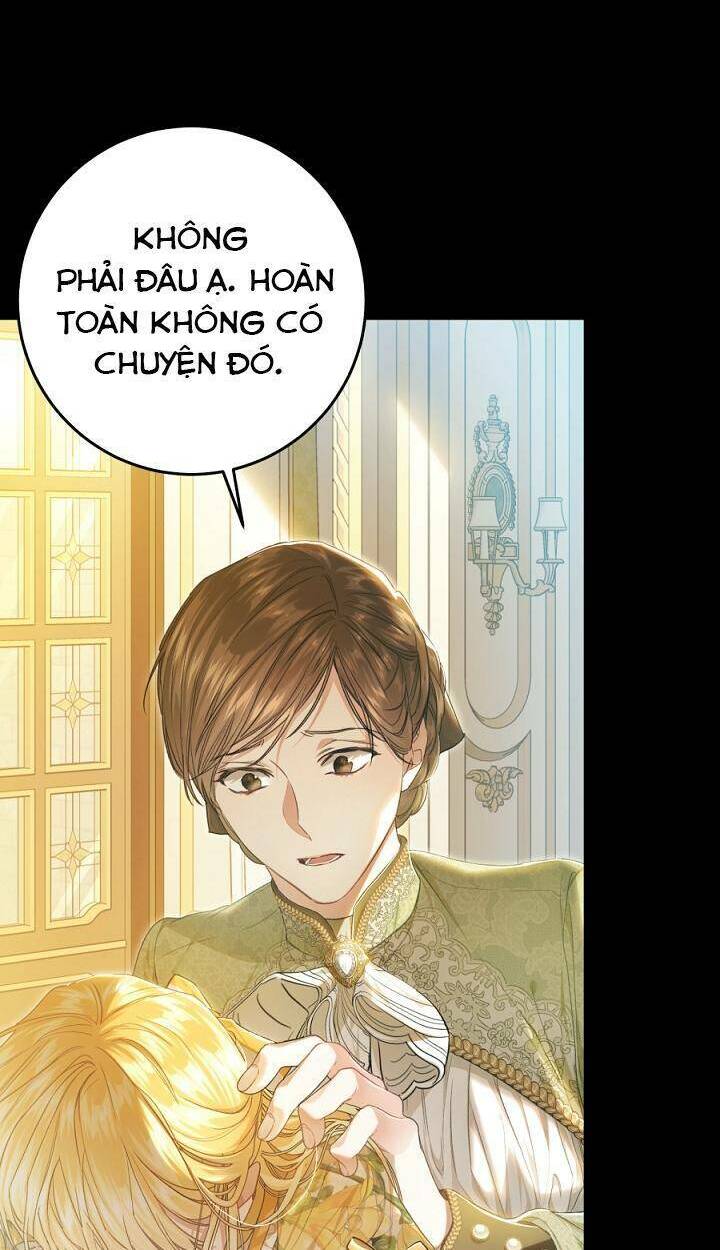 KHÔNG
PHẢI ĐÂU Ạ. HOÀN
TOÀN KHÔNG CÓ
CHUYỆN ĐÓ.